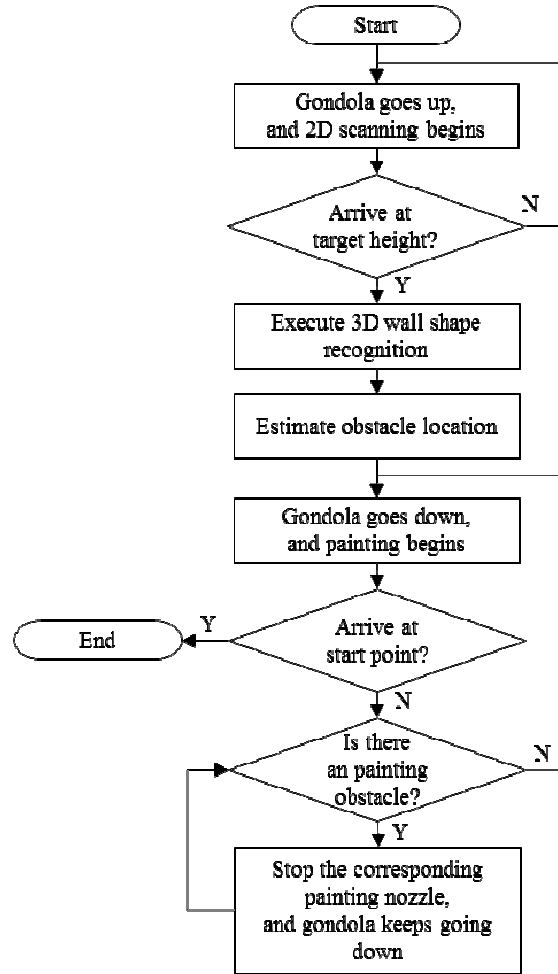 Start
Gondola goes up,
and 2D scanning begins
Arrive at
target height?
N
Y
Execute 3D wall shape
recognition
Estimate obstacle location
Gondola goes down,
and painting begins
Arrive at
start point?
Y
End
N
Is there
an painting
obstacle?
N
Y
Stop the corresponding
painting nozzle,
and gondola keeps going
down